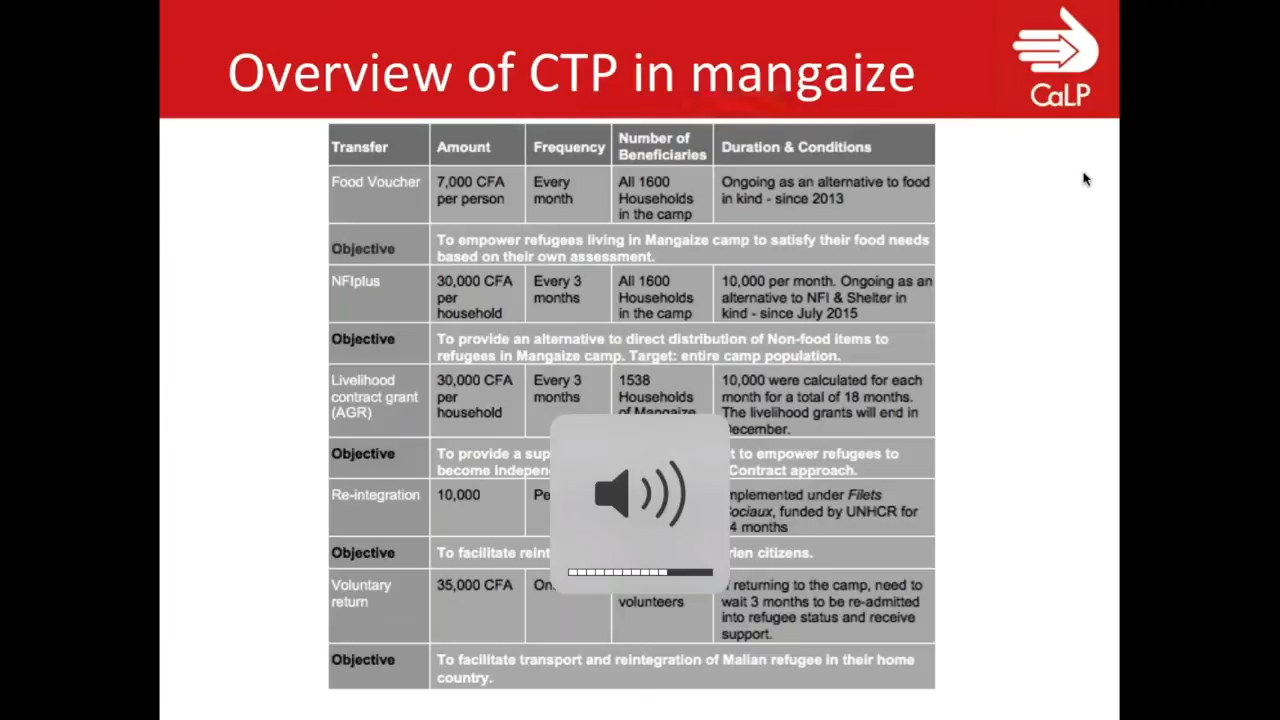 Overview of CTP in mangaize
CaLP
Transfer
Amount
Frequency
Number of
Beneficiaries
Duration & Conditions
Food Voucher
7,000 CFA
per person
Every
month
All 1600
Households
in the camp
Ongoing as an alternative to food
in kind - since 2013
Objective
To empower refugees living in Mangaize camp to satisfy their food needs
based on their own assessment.
NFIplus
30,000 CFA
per
household
Every 3
months
All 1600
Households
in the camp
10,000 per month. Ongoing as an
alternative to NFI & Shelter in
kind - since July 2015
Objective
To provide an alternative to direct distribution of Non-food items to
refugees in Mangaize camp. Target: entire camp population.
Livelihood
contract grant
(AGR)
30,000 CFA
per
household
Every 3
months
1538
Households
of Mangaize
10,000 were calculated for each
month for a total of 18 months.
The livelihood grants will end in
December.
Objective
To provide a
to empower refugees to
become
Contract approach.
Re-integration
10,000
implemented under Filets
Sociaux, funded by UNHCR for
months
Objective
To facilitate
citizens.
Voluntary
return
35,000 CFA
volunteers
returning to the camp, need to
wait 3 months to be re-admitted
into refugee status and receive
support.
Objective
To facilitate transport and reintegration of Malian refugee in their home
country.